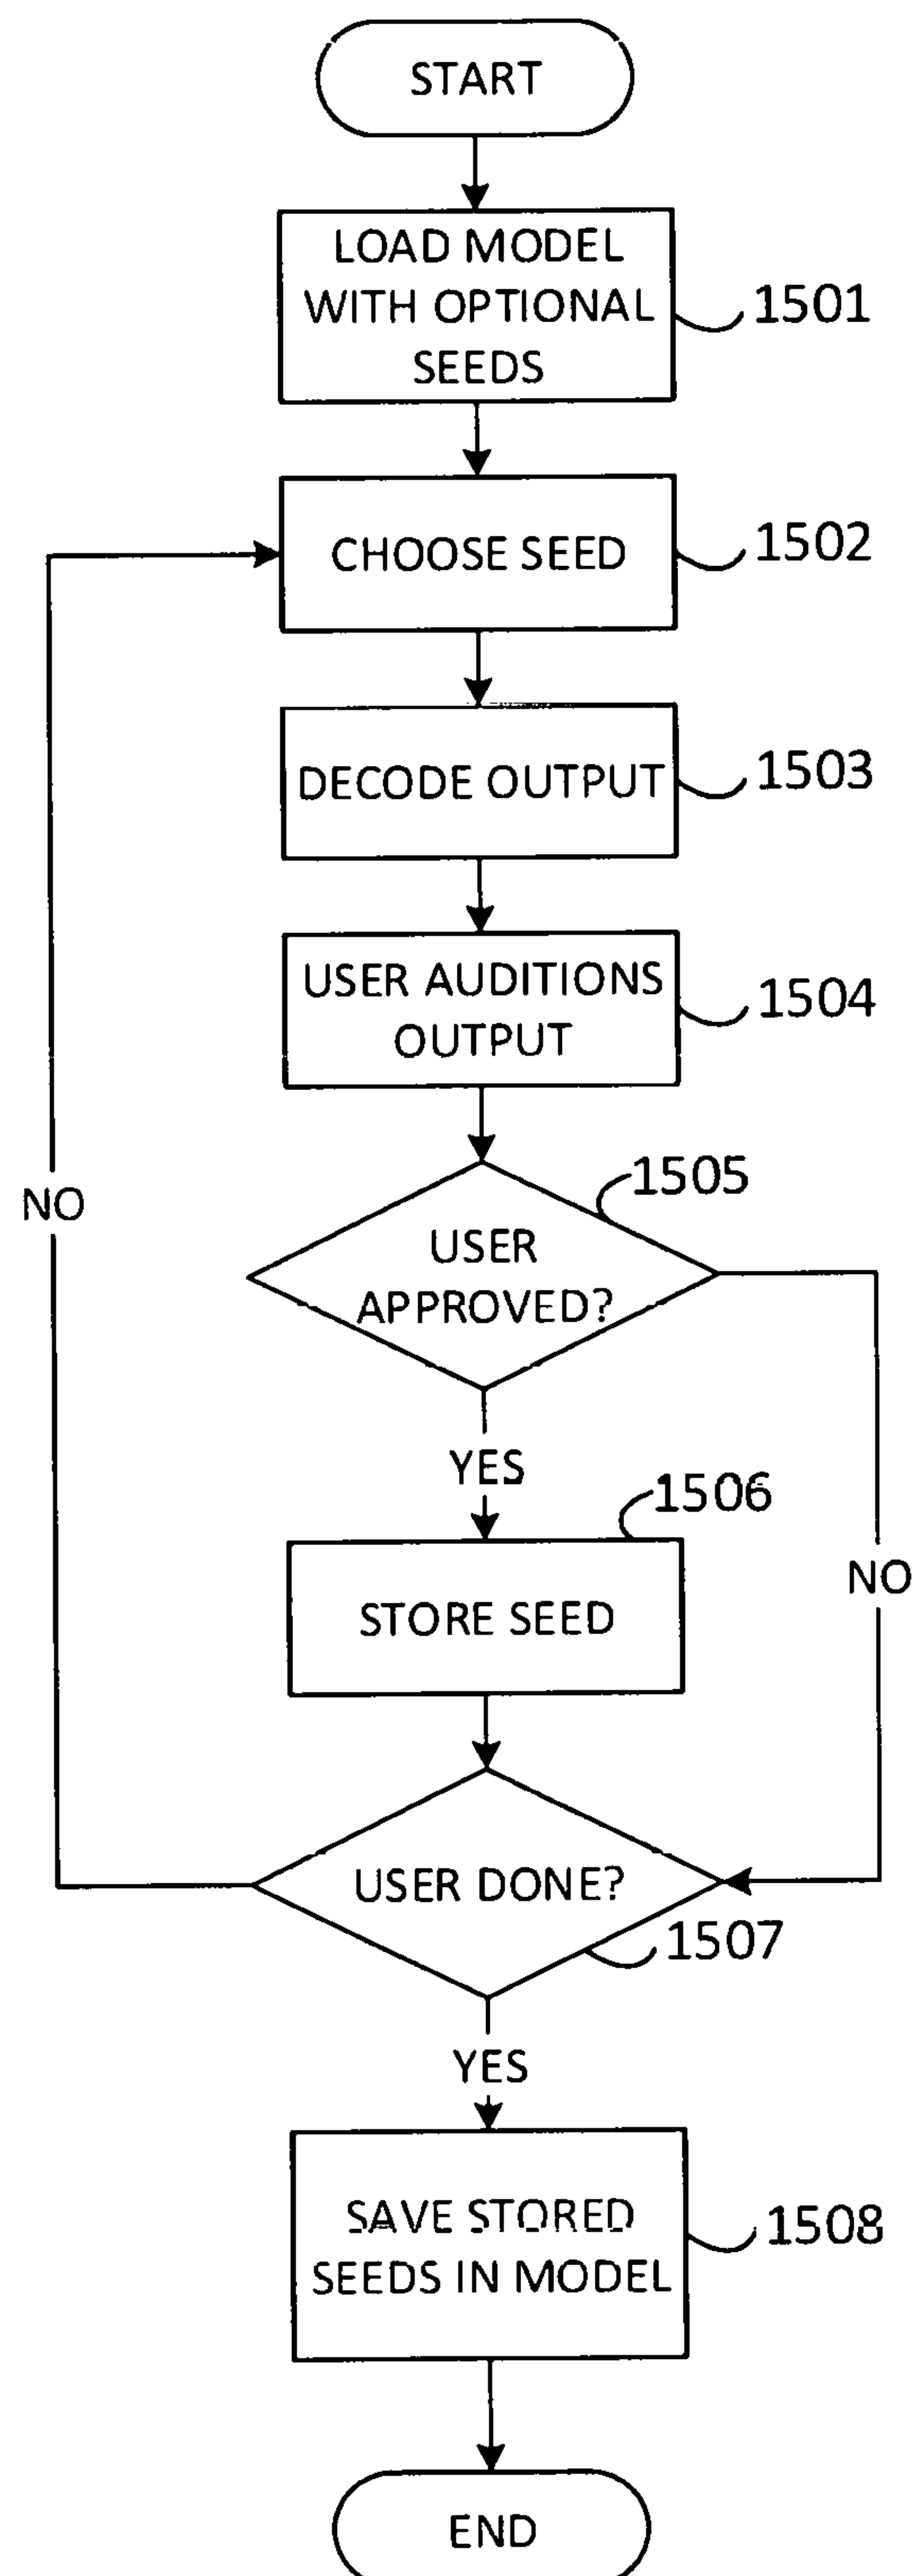 START
LOAD MODEL
WITH OPTIONAL
SEEDS
1501
CHOOSE SEED
1502
DECODE OUTPUT
1503
USER AUDITIONS
OUTPUT
1504
1505
NO
USER
APPROVED?
YES
1506
NO
STORE SEED
USER DONE?
1507
YES
SAVE STORED
SEEDS IN MODEL
1508
END